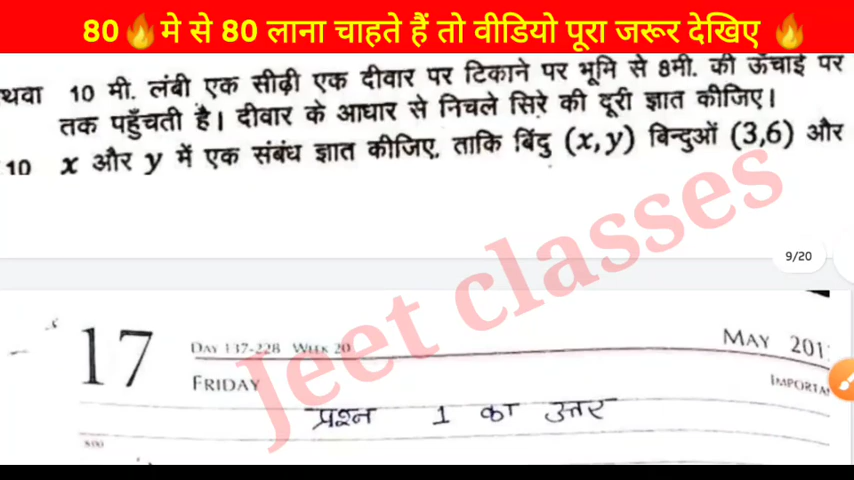 80🔥मे से 80 लाना चाहते हैं तो वीडियो पूरा जरूर देखिए 🔥
थवा 10 मी. लंबी एक सीढ़ी एक दीवार पर टिकाने पर भूमि से 8मी. की ऊँचाई पर
तक पहुँचती है। दीवार के आधार से निचले सिरे की दूरी ज्ञात कीजिए।
10 x और y में एक संबंध ज्ञात कीजिए, ताकि बिंदु (x,y) बिन्दुओं (3,6) और
9/20
Jeet classes
17 DAY 137-228 WEEK 20 MAY 201
FRIDAY IMPORTA
प्रश्न 1 का उत्तर
8:00